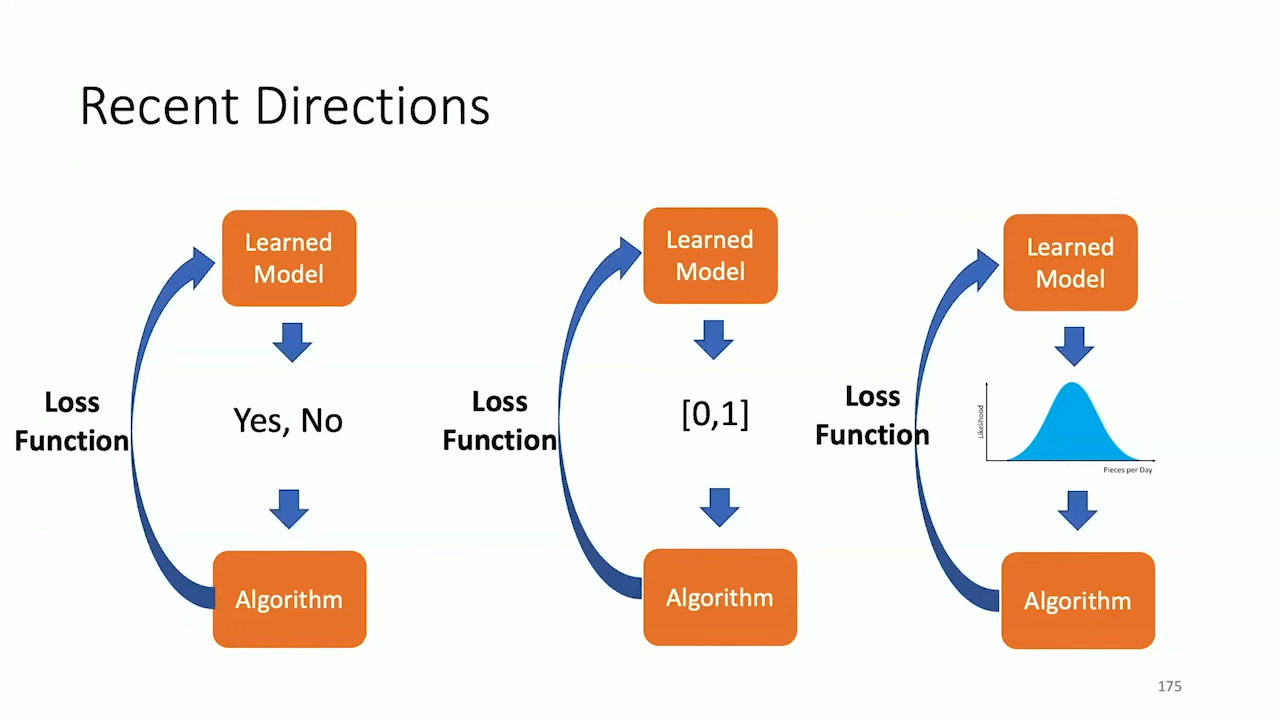 Recent Directions
Learned
Model
Loss
Function
Yes, No
Algorithm
Learned
Model
Loss
Function
[0,1]
Algorithm
Learned
Model
Loss
Function
Likelihood
Pieces per Day
Algorithm
175